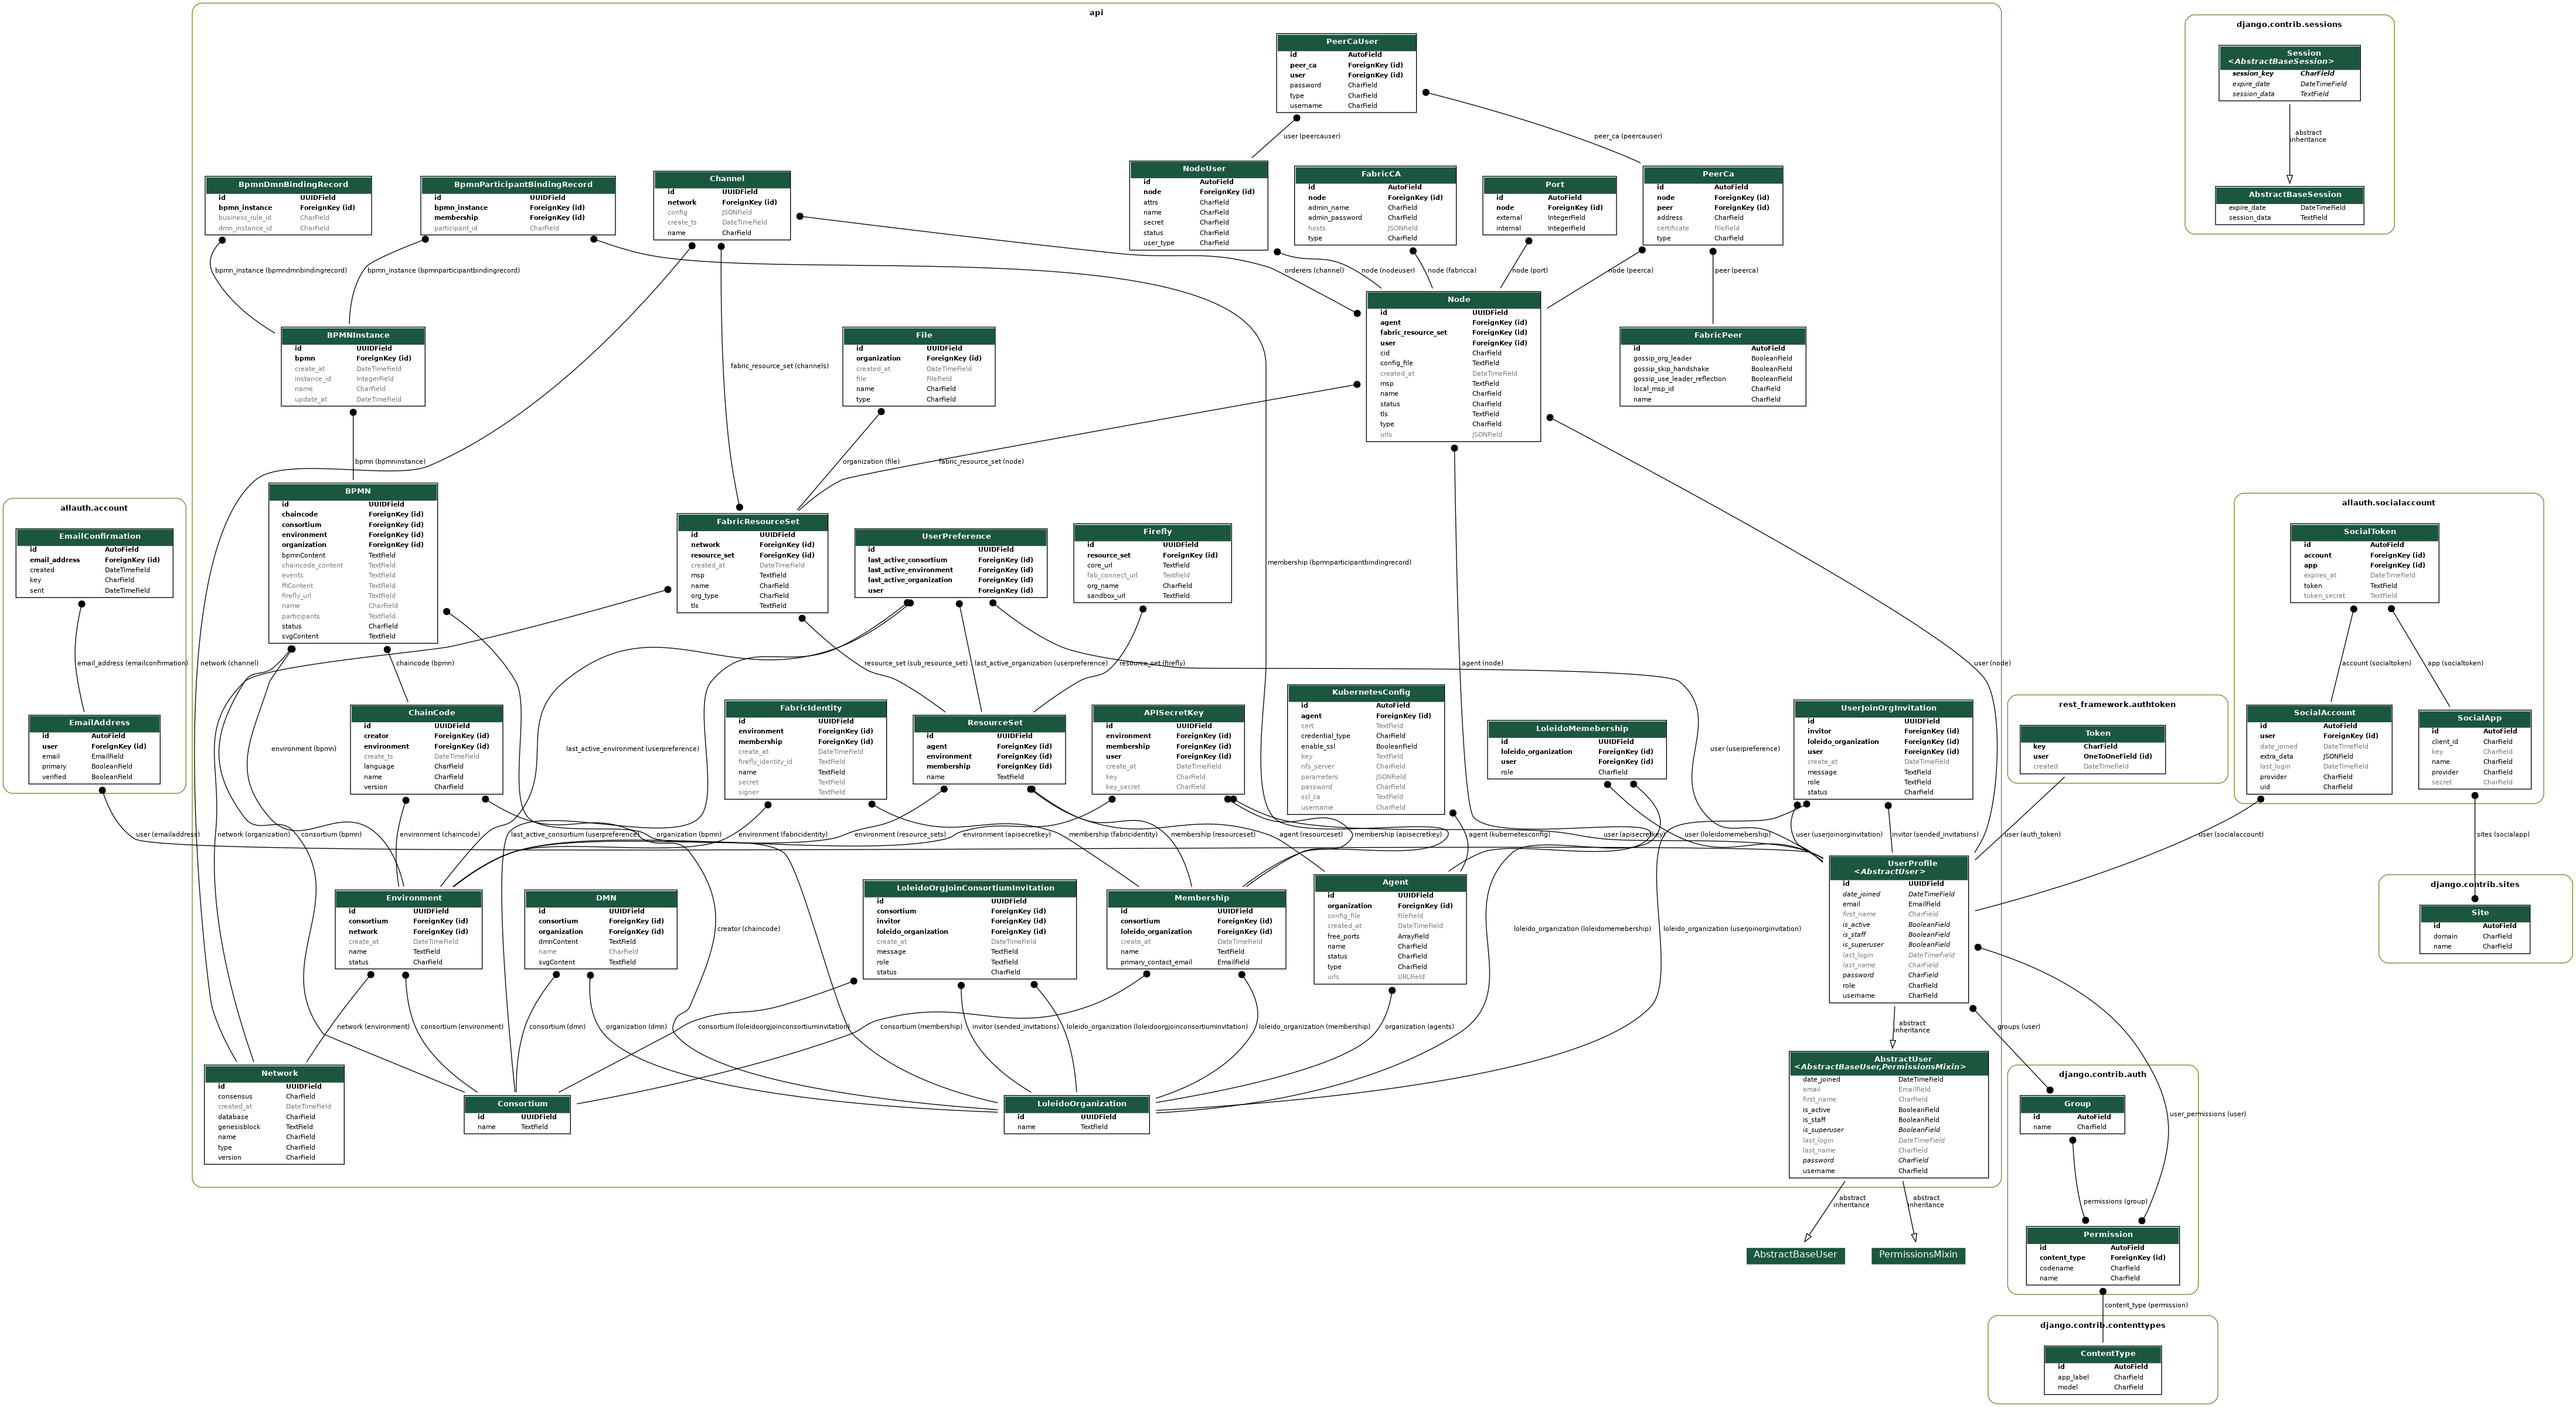 api
PeerCaUser
id AutoField
peer_ca ForeignKey (id)
user ForeignKey (id)
password CharField
type CharField
username CharField
user (peercauser)
peer_ca (peercauser)
django.contrib.sessions
Session
<AbstractBaseSession>
session_key CharField
expire_date DateTimeField
session_data TextField
abstract
inheritance
AbstractBaseSession
expire_date DateTimeField
session_data TextField
BpmnDmnBindingRecord
id UUIDField
bpmn_instance ForeignKey (id)
business_rule_id CharField
dmn_instance_id CharField
BpmnParticipantBindingRecord
id UUIDField
bpmn_instance ForeignKey (id)
membership ForeignKey (id)
participant_id CharField
Channel
id UUIDField
network ForeignKey (id)
config JSONField
create_ts DateTimeField
name CharField
NodeUser
id AutoField
node ForeignKey (id)
attrs CharField
name CharField
secret CharField
status CharField
user_type CharField
FabricCA
id AutoField
node ForeignKey (id)
admin_name CharField
admin_password CharField
hosts JSONField
type CharField
Port
id AutoField
node ForeignKey (id)
external IntegerField
internal IntegerField
PeerCa
id AutoField
node ForeignKey (id)
peer ForeignKey (id)
address CharField
certificate FileField
type CharField
bpmn_instance (bpmndmnbindingrecord)
bpmn_instance (bpmnparticipantbindingrecord)
orderers (channel)
node (nodeuser)
node (fabricca)
node (port)
node (peerca)
peer (peerca)
BPMNInstance
id UUIDField
bpmn ForeignKey (id)
create_at DateTimeField
instance_id IntegerField
name CharField
update_at DateTimeField
File
id UUIDField
organization ForeignKey (id)
created_at DateTimeField
file FileField
name CharField
type CharField
Node
id UUIDField
agent ForeignKey (id)
fabric_resource_set ForeignKey (id)
user ForeignKey (id)
cid CharField
config_file TextField
created_at DateTimeField
msp TextField
name CharField
status CharField
tls TextField
type CharField
urls JSONField
FabricPeer
id AutoField
gossip_org_leader BooleanField
gossip_skip_handshake BooleanField
gossip_use_leader_reflection BooleanField
local_msp_id CharField
name CharField
fabric_resource_set (channels)
bpmn (bpmninstance)
organization (file)
fabric_resource_set (node)
allauth.account
EmailConfirmation
id AutoField
email_address ForeignKey (id)
created DateTimeField
key CharField
sent DateTimeField
email_address (emailconfirmation)
EmailAddress
id AutoField
user ForeignKey (id)
email EmailField
primary BooleanField
verified BooleanField
BPMN
id UUIDField
chaincode ForeignKey (id)
consortium ForeignKey (id)
environment ForeignKey (id)
organization ForeignKey (id)
bpmnContent TextField
chaincode_content TextField
events TextField
ffiContent TextField
firefly_url TextField
name CharField
participants TextField
status CharField
svgContent TextField
FabricResourceSet
id UUIDField
network ForeignKey (id)
resource_set ForeignKey (id)
created_at DateTimeField
msp TextField
name CharField
org_type CharField
tls TextField
UserPreference
id UUIDField
last_active_consortium ForeignKey (id)
last_active_environment ForeignKey (id)
last_active_organization ForeignKey (id)
user ForeignKey (id)
Firefly
id UUIDField
resource_set ForeignKey (id)
core_url TextField
fab_connect_url TextField
org_name CharField
sandbox_url TextField
membership (bpmnparticipantbindingrecord)
allauth.socialaccount
SocialToken
id AutoField
account ForeignKey (id)
app ForeignKey (id)
expires_at DateTimeField
token TextField
token_secret TextField
account (socialtoken)
app (socialtoken)
SocialAccount
id AutoField
user ForeignKey (id)
date_joined DateTimeField
extra_data JSONField
last_login DateTimeField
provider CharField
uid CharField
SocialApp
id AutoField
client_id CharField
key CharField
name CharField
provider CharField
secret CharField
network (channel)
chaincode (bpmn)
resource_set (sub_resource_set)
last_active_organization (userpreference)
resource_set (firefly)
agent (node)
user (node)
rest_framework.authtoken
Token
key CharField
user OneToOneField (id)
created DateTimeField
environment (bpmn)
last_active_environment (userpreference)
user (userpreference)
ChainCode
id UUIDField
creator ForeignKey (id)
environment ForeignKey (id)
create_ts DateTimeField
language CharField
name CharField
version CharField
FabricIdentity
id UUIDField
environment ForeignKey (id)
membership ForeignKey (id)
create_at DateTimeField
firefly_identity_id TextField
name TextField
secret TextField
signer TextField
ResourceSet
id UUIDField
agent ForeignKey (id)
environment ForeignKey (id)
membership ForeignKey (id)
name TextField
APISecretKey
id UUIDField
environment ForeignKey (id)
membership ForeignKey (id)
user ForeignKey (id)
create_at DateTimeField
key CharField
key_secret CharField
KubernetesConfig
id AutoField
agent ForeignKey (id)
cert TextField
credential_type CharField
enable_ssl BooleanField
key TextField
nfs_server CharField
parameters JSONField
password CharField
ssl_ca TextField
username CharField
LoleidoMemebership
id UUIDField
loleido_organization ForeignKey (id)
user ForeignKey (id)
role CharField
UserJoinOrgInvitation
id UUIDField
invitor ForeignKey (id)
loleido_organization ForeignKey (id)
user ForeignKey (id)
create_at DateTimeField
message TextField
role TextField
status CharField
user (emailaddress)
network (organization)
consortium (bpmn)
environment (chaincode)
last_active_consortium (userpreference)
organization (bpmn)
environment (fabricidentity)
environment (resource_sets)
environment (apisecretkey)
membership (fabricidentity)
membership (resourceset)
agent (resourceset)
membership (apisecretkey)
agent (kubernetesconfig)
user (apisecretkey)
user (loleidomemebership)
user (userjoinorginvitation)
invitor (sended_invitations)
user (auth_token)
user (socialaccount)
sites (socialapp)
Environment
id UUIDField
consortium ForeignKey (id)
network ForeignKey (id)
create_at DateTimeField
name TextField
status CharField
DMN
id UUIDField
consortium ForeignKey (id)
organization ForeignKey (id)
dmnContent TextField
name CharField
svgContent TextField
creator (chaincode)
LoleidoOrgJoinConsortiumInvitation
id UUIDField
consortium ForeignKey (id)
invitor ForeignKey (id)
loleido_organization ForeignKey (id)
create_at DateTimeField
message TextField
role TextField
status CharField
Membership
id UUIDField
consortium ForeignKey (id)
loleido_organization ForeignKey (id)
create_at DateTimeField
name TextField
primary_contact_email EmailField
Agent
id UUIDField
organization ForeignKey (id)
config_file FileField
created_at DateTimeField
free_ports ArrayField
name CharField
status CharField
type CharField
urls URLField
loleido_organization (loleidomemebership)
loleido_organization (userjoinorginvitation)
UserProfile
<AbstractUser>
id UUIDField
date_joined DateTimeField
email EmailField
first_name CharField
is_active BooleanField
is_staff BooleanField
is_superuser BooleanField
last_login DateTimeField
last_name CharField
password CharField
role CharField
username CharField
django.contrib.sites
Site
id AutoField
domain CharField
name CharField
network (environment)
consortium (environment)
consortium (dmn)
organization (dmn)
consortium (loleidoorgjoinconsortiuminvitation)
consortium (membership)
invitor (sended_invitations)
loleido_organization (loleidoorgjoinconsortiuminvitation)
loleido_organization (membership)
organization (agents)
abstract
inheritance
groups (user)
Network
id UUIDField
consensus CharField
created_at DateTimeField
database CharField
genesisblock TextField
name CharField
type CharField
version CharField
Consortium
id UUIDField
name TextField
LoleidoOrganization
id UUIDField
name TextField
AbstractUser
<AbstractBaseUser,PermissionsMixin>
date_joined DateTimeField
email EmailField
first_name CharField
is_active BooleanField
is_staff BooleanField
is_superuser BooleanField
last_login DateTimeField
last_name CharField
password CharField
username CharField
django.contrib.auth
Group
id AutoField
name CharField
user_permissions (user)
permissions (group)
abstract
inheritance
abstract
inheritance
AbstractBaseUser
PermissionsMixin
Permission
id AutoField
content_type ForeignKey (id)
codename CharField
name CharField
content_type (permission)
django.contrib.contenttypes
ContentType
id AutoField
app_label CharField
model CharField